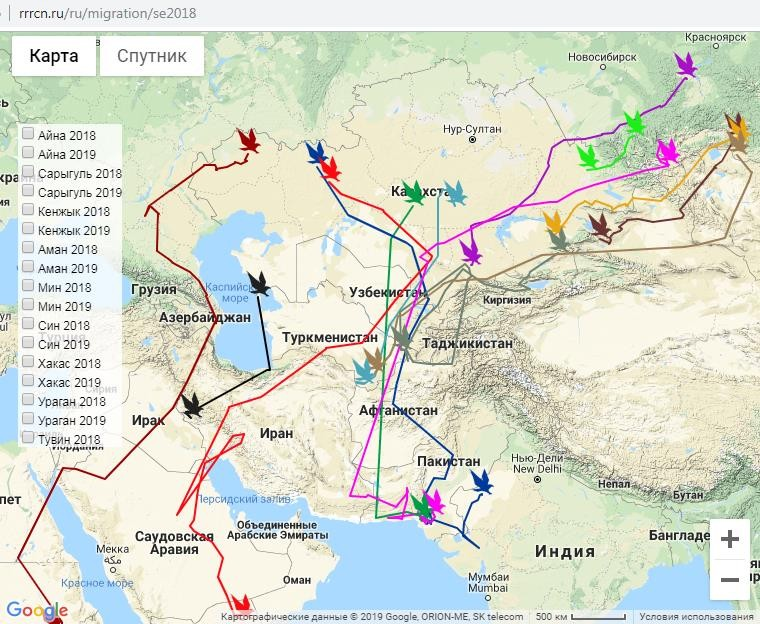 rrrcn.ru/ru/migration/se2018
Карта
Спутник
Красноярск
Новосибирск
Айна 2018
Айна 2019
Сарыгуль 2018
Сарыгуль 2019
Кенжык 2018
Кенжык 2019
Аман 2018
Аман 2019
Мин 2018
Мин 2019
Син 2018
Син 2019
Хакас 2018
Хакас 2019
Ураган 2018
Ураган 2019
Тувин 2018
Нур-Султан
Казахстан
Каспийское
море
Грузия
Азербайджан
Узбекистан
Киргизия
Туркменистан
Таджикистан
Афганистан
Ирак
Иран
Пакистан
Нью-Дели
New Delhi
Непал
Бутан
Персидский залив
Объединенные
Арабские Эмираты
Саудовская
Аравия
Мекка
مكة
Красное море
Оман
Индия
Мумбаи
Mumbai
Google
Картографические данные © 2019 Google, ORION-ME, SK telecom
500 км
Условия использования